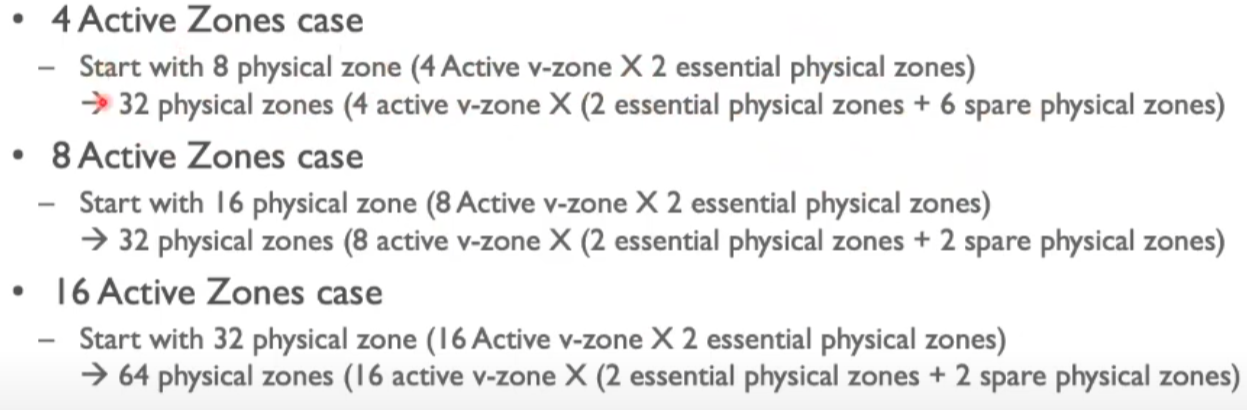 • 4 Active Zones case
– Start with 8 physical zone (4 Active v-zone X 2 essential physical zones)
→ 32 physical zones (4 active v-zone X (2 essential physical zones + 6 spare physical zones)
• 8 Active Zones case
– Start with 16 physical zone (8 Active v-zone X 2 essential physical zones)
→ 32 physical zones (8 active v-zone X (2 essential physical zones + 2 spare physical zones)
• 16 Active Zones case
– Start with 32 physical zone (16 Active v-zone X 2 essential physical zones)
→ 64 physical zones (16 active v-zone X (2 essential physical zones + 2 spare physical zones)